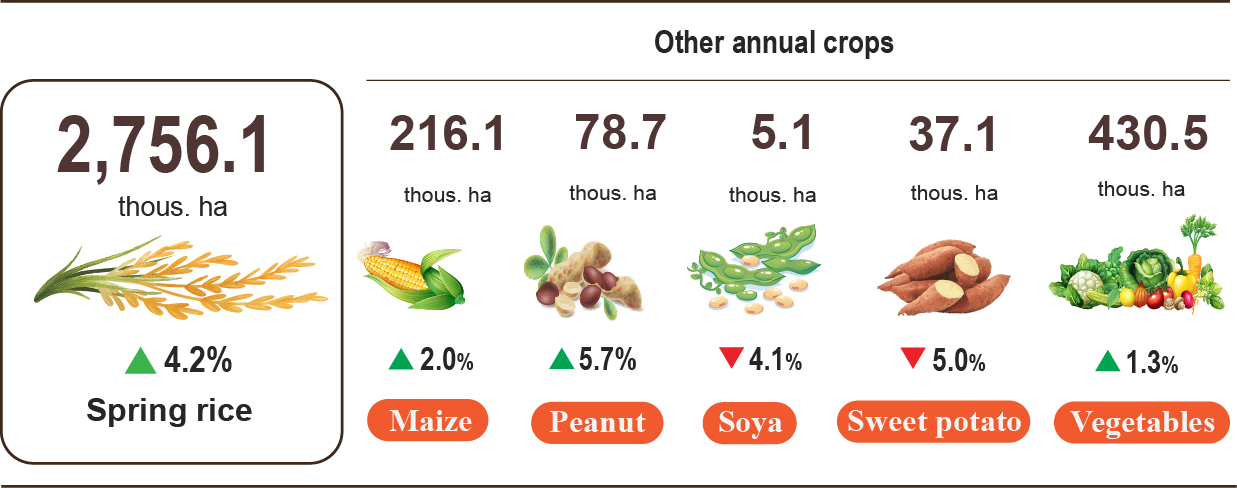 Other annual crops
2,756.1
thous. ha
▲ 4.2%
Spring rice
216.1
thous. ha
▲ 2.0%
Maize
78.7
thous. ha
▲ 5.7%
Peanut
5.1
thous. ha
▼ 4.1%
Soya
37.1
thous. ha
▼ 5.0%
Sweet potato
430.5
thous. ha
▲ 1.3%
Vegetables